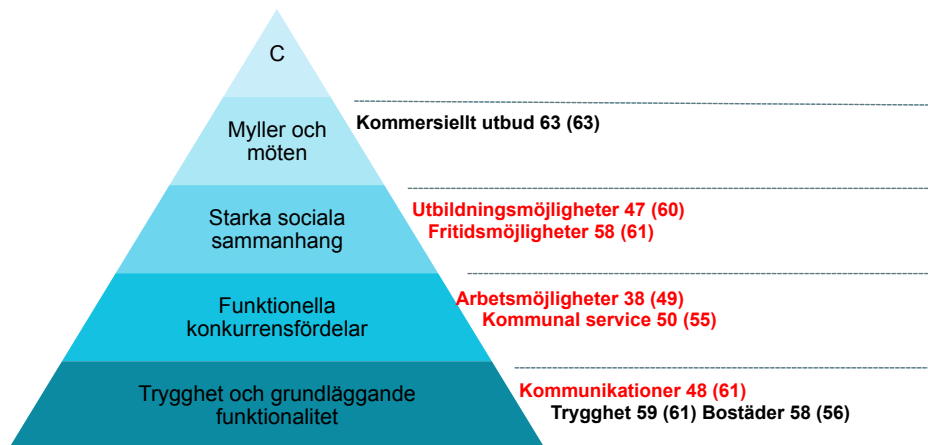 C
Myller och
möten
Kommersiellt utbud 63 (63)
Starka sociala
sammanhang
Utbildningsmöjligheter 47 (60)
Fritidsmöjligheter 58 (61)
Funktionella
konkurrensfördelar
Arbetsmöjligheter 38 (49)
Kommunal service 50 (55)
Trygghet och grundläggande
funktionalitet
Kommunikationer 48 (61)
Trygghet 59 (61) Bostäder 58 (56)